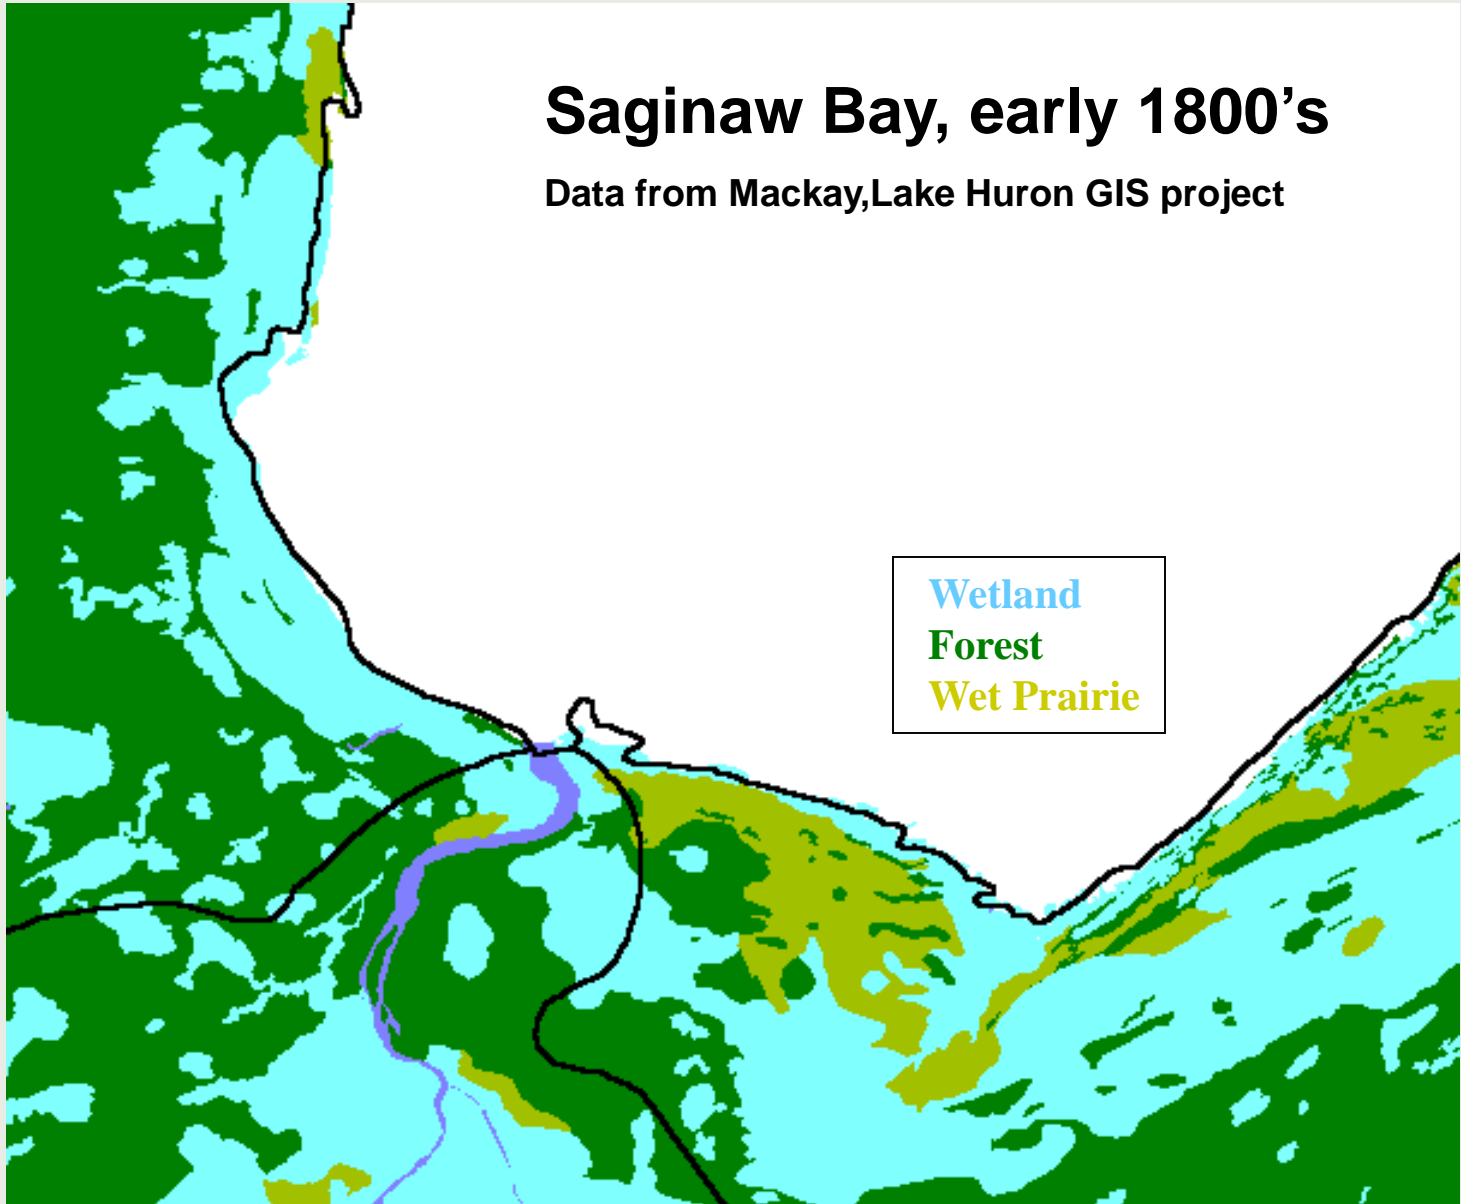 Saginaw Bay, early 1800’s
Data from Mackay,Lake Huron GIS project
Wetland
Forest
Wet Prairie